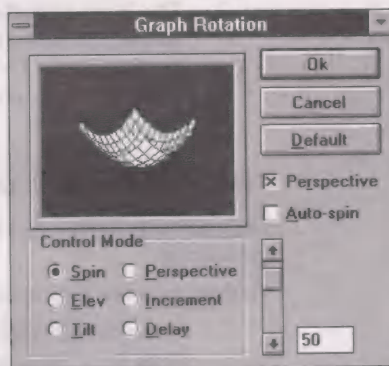 Graph Rotation
Ok
Cancel
Default
Perspective
Auto-spin
Control Mode
Spin Perspective
Elev Increment
Tilt Delay
50